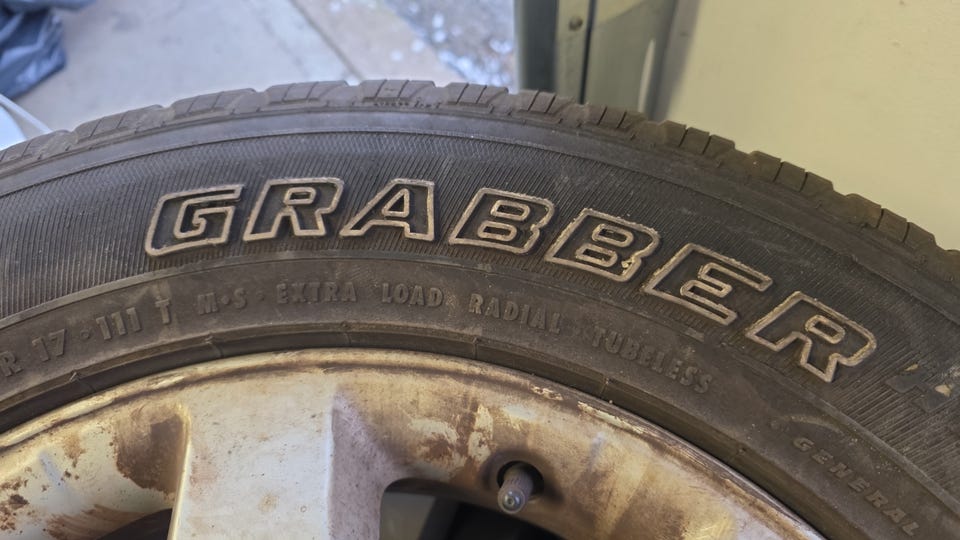 GRABBER
R 17 · 111 T M·S · EXTRA LOAD RADIAL TUBELESS
GENERAL